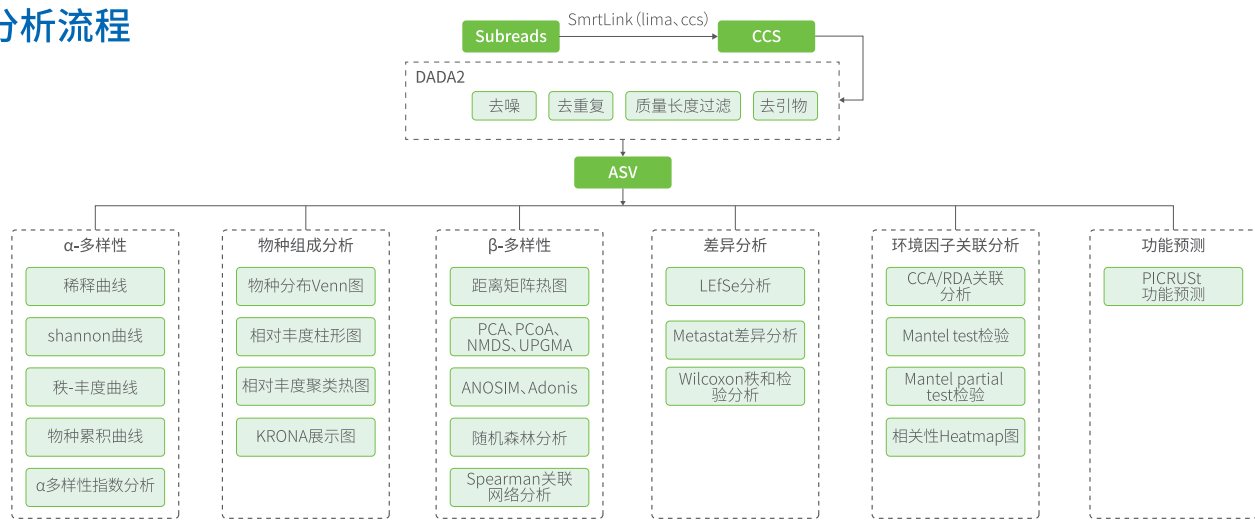 分析流程
Subreads
SmrtLink(lima、ccs)
CCS
DADA2
去噪
去重复
质量长度过滤
去引物
ASV
α-多样性
稀释曲线
shannon曲线
秩-丰度曲线
物种累积曲线
α多样性指数分析
物种组成分析
物种分布Venn图
相对丰度柱形图
相对丰度聚类热图
KRONA展示图
β-多样性
距离矩阵热图
PCA、PCoA、
NMDS、UPGMA
ANOSIM、Adonis
随机森林分析
Spearman关联
网络分析
差异分析
LEfSe分析
Metastat差异分析
Wilcoxon秩和检
验分析
环境因子关联分析
CCA/RDA关联
分析
Mantel test检验
Mantel partial
test检验
相关性Heatmap图
功能预测
PICRUSt
功能预测